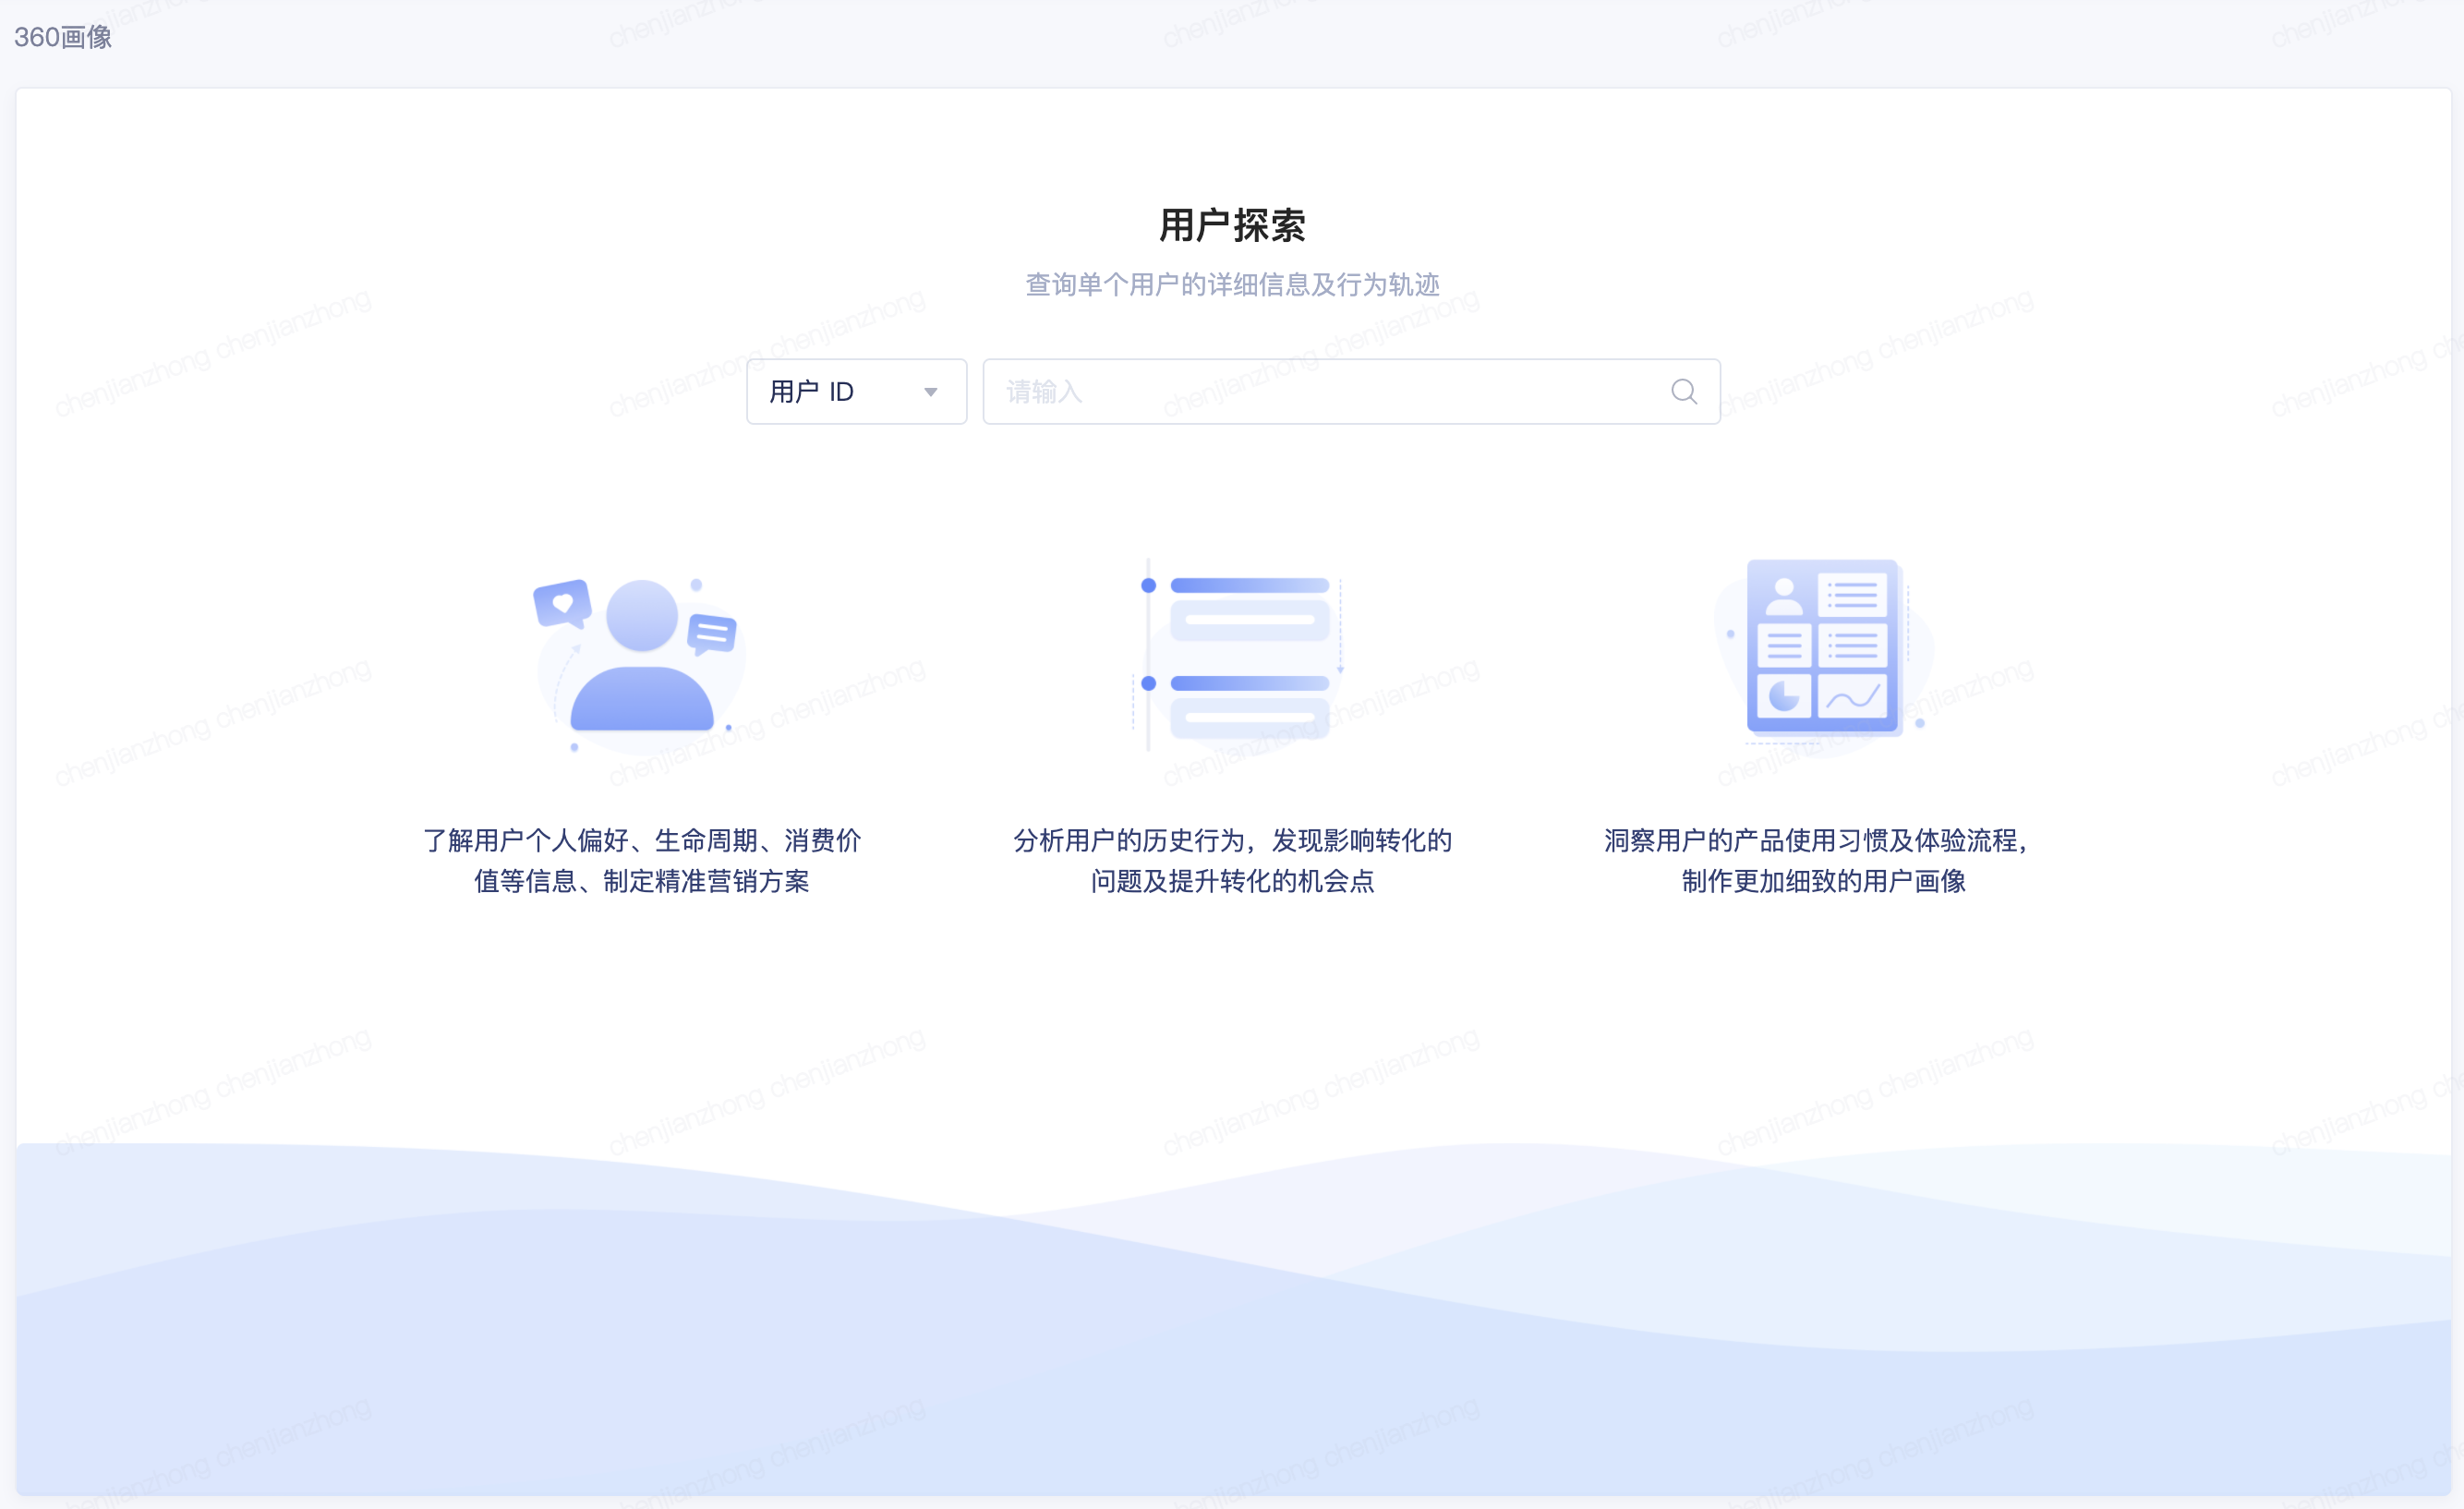 360画像
用户探索
查询单个用户的详细信息及行为轨迹
用户 ID
请输入
了解用户个人偏好、生命周期、消费价
值等信息、制定精准营销方案
分析用户的历史行为，发现影响转化的
问题及提升转化的机会点
洞察用户的产品使用习惯及体验流程，
制作更加细致的用户画像
chenjianzhong chenjianzhong